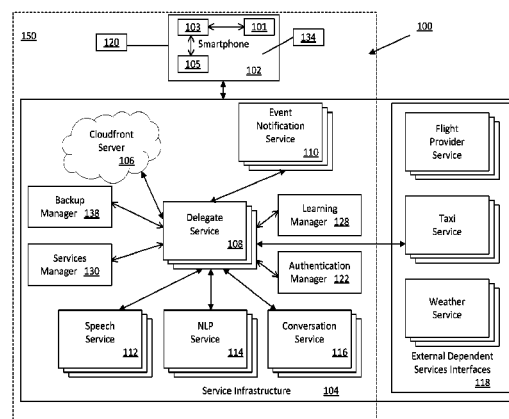 150
120
103
101
Smartphone
134
105
102
100
Cloudfront
Server
106
Event
Notification
Service
110
Flight
Provider
Service
Backup
Manager 138
Delegate
Service
108
Learning
Manager 128
Taxi
Service
Services
Manager 130
Authentication
Manager 122
Weather
Service
Speech
Service
112
NLP
Service
114
Conversation
Service
116
External Dependent
Services Interfaces
118
Service Infrastructure 104